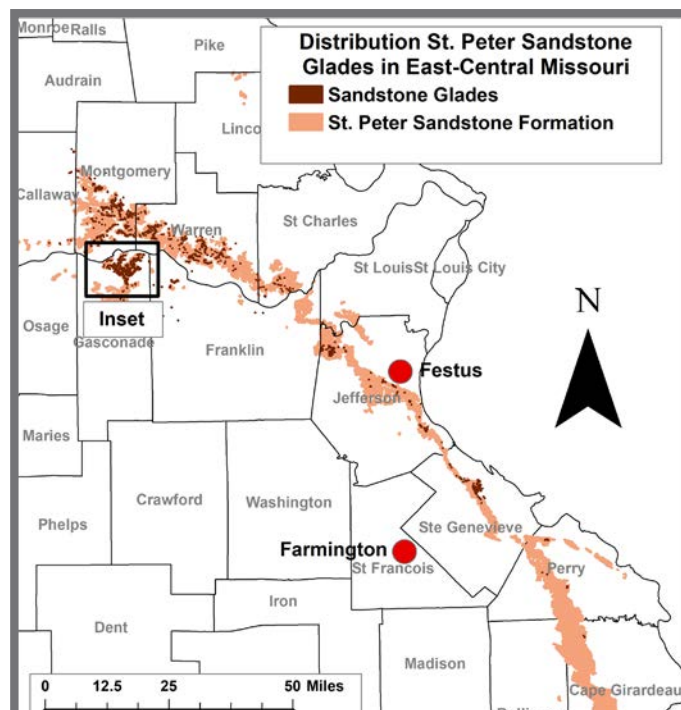 Monroe
Ralls
Pike
Audrain
Distribution St. Peter Sandstone
Glades in East-Central Missouri
Sandstone Glades
St. Peter Sandstone Formation
Linco
Montgomery
Callaway
Warren
St Charles
St Louis
St Louis City
Inset
Osage
Gasconade
Franklin
N
Festus
Jefferson
Maries
Crawford
Washington
Phelps
Ste Genevieve
Farmington
St Francois
Perry
Iron
Dent
Madison
Cape Girardeau
0 12.5 25 50 Miles